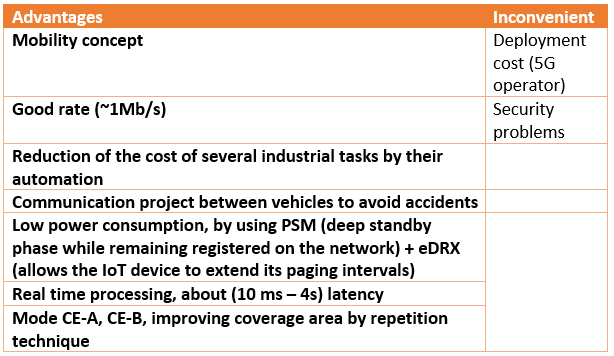 Advantages Inconvenient
Mobility concept Deployment
cost (5G
operator)
Good rate (~1Mb/s) Security
problems
Reduction of the cost of several industrial tasks by their
automation
Communication project between vehicles to avoid accidents
Low power consumption, by using PSM (deep standby
phase while remaining registered on the network) + eDRX
(allows the IoT device to extend its paging intervals)
Real time processing, about (10 ms – 4s) latency
Mode CE-A, CE-B, improving coverage area by repetition
technique